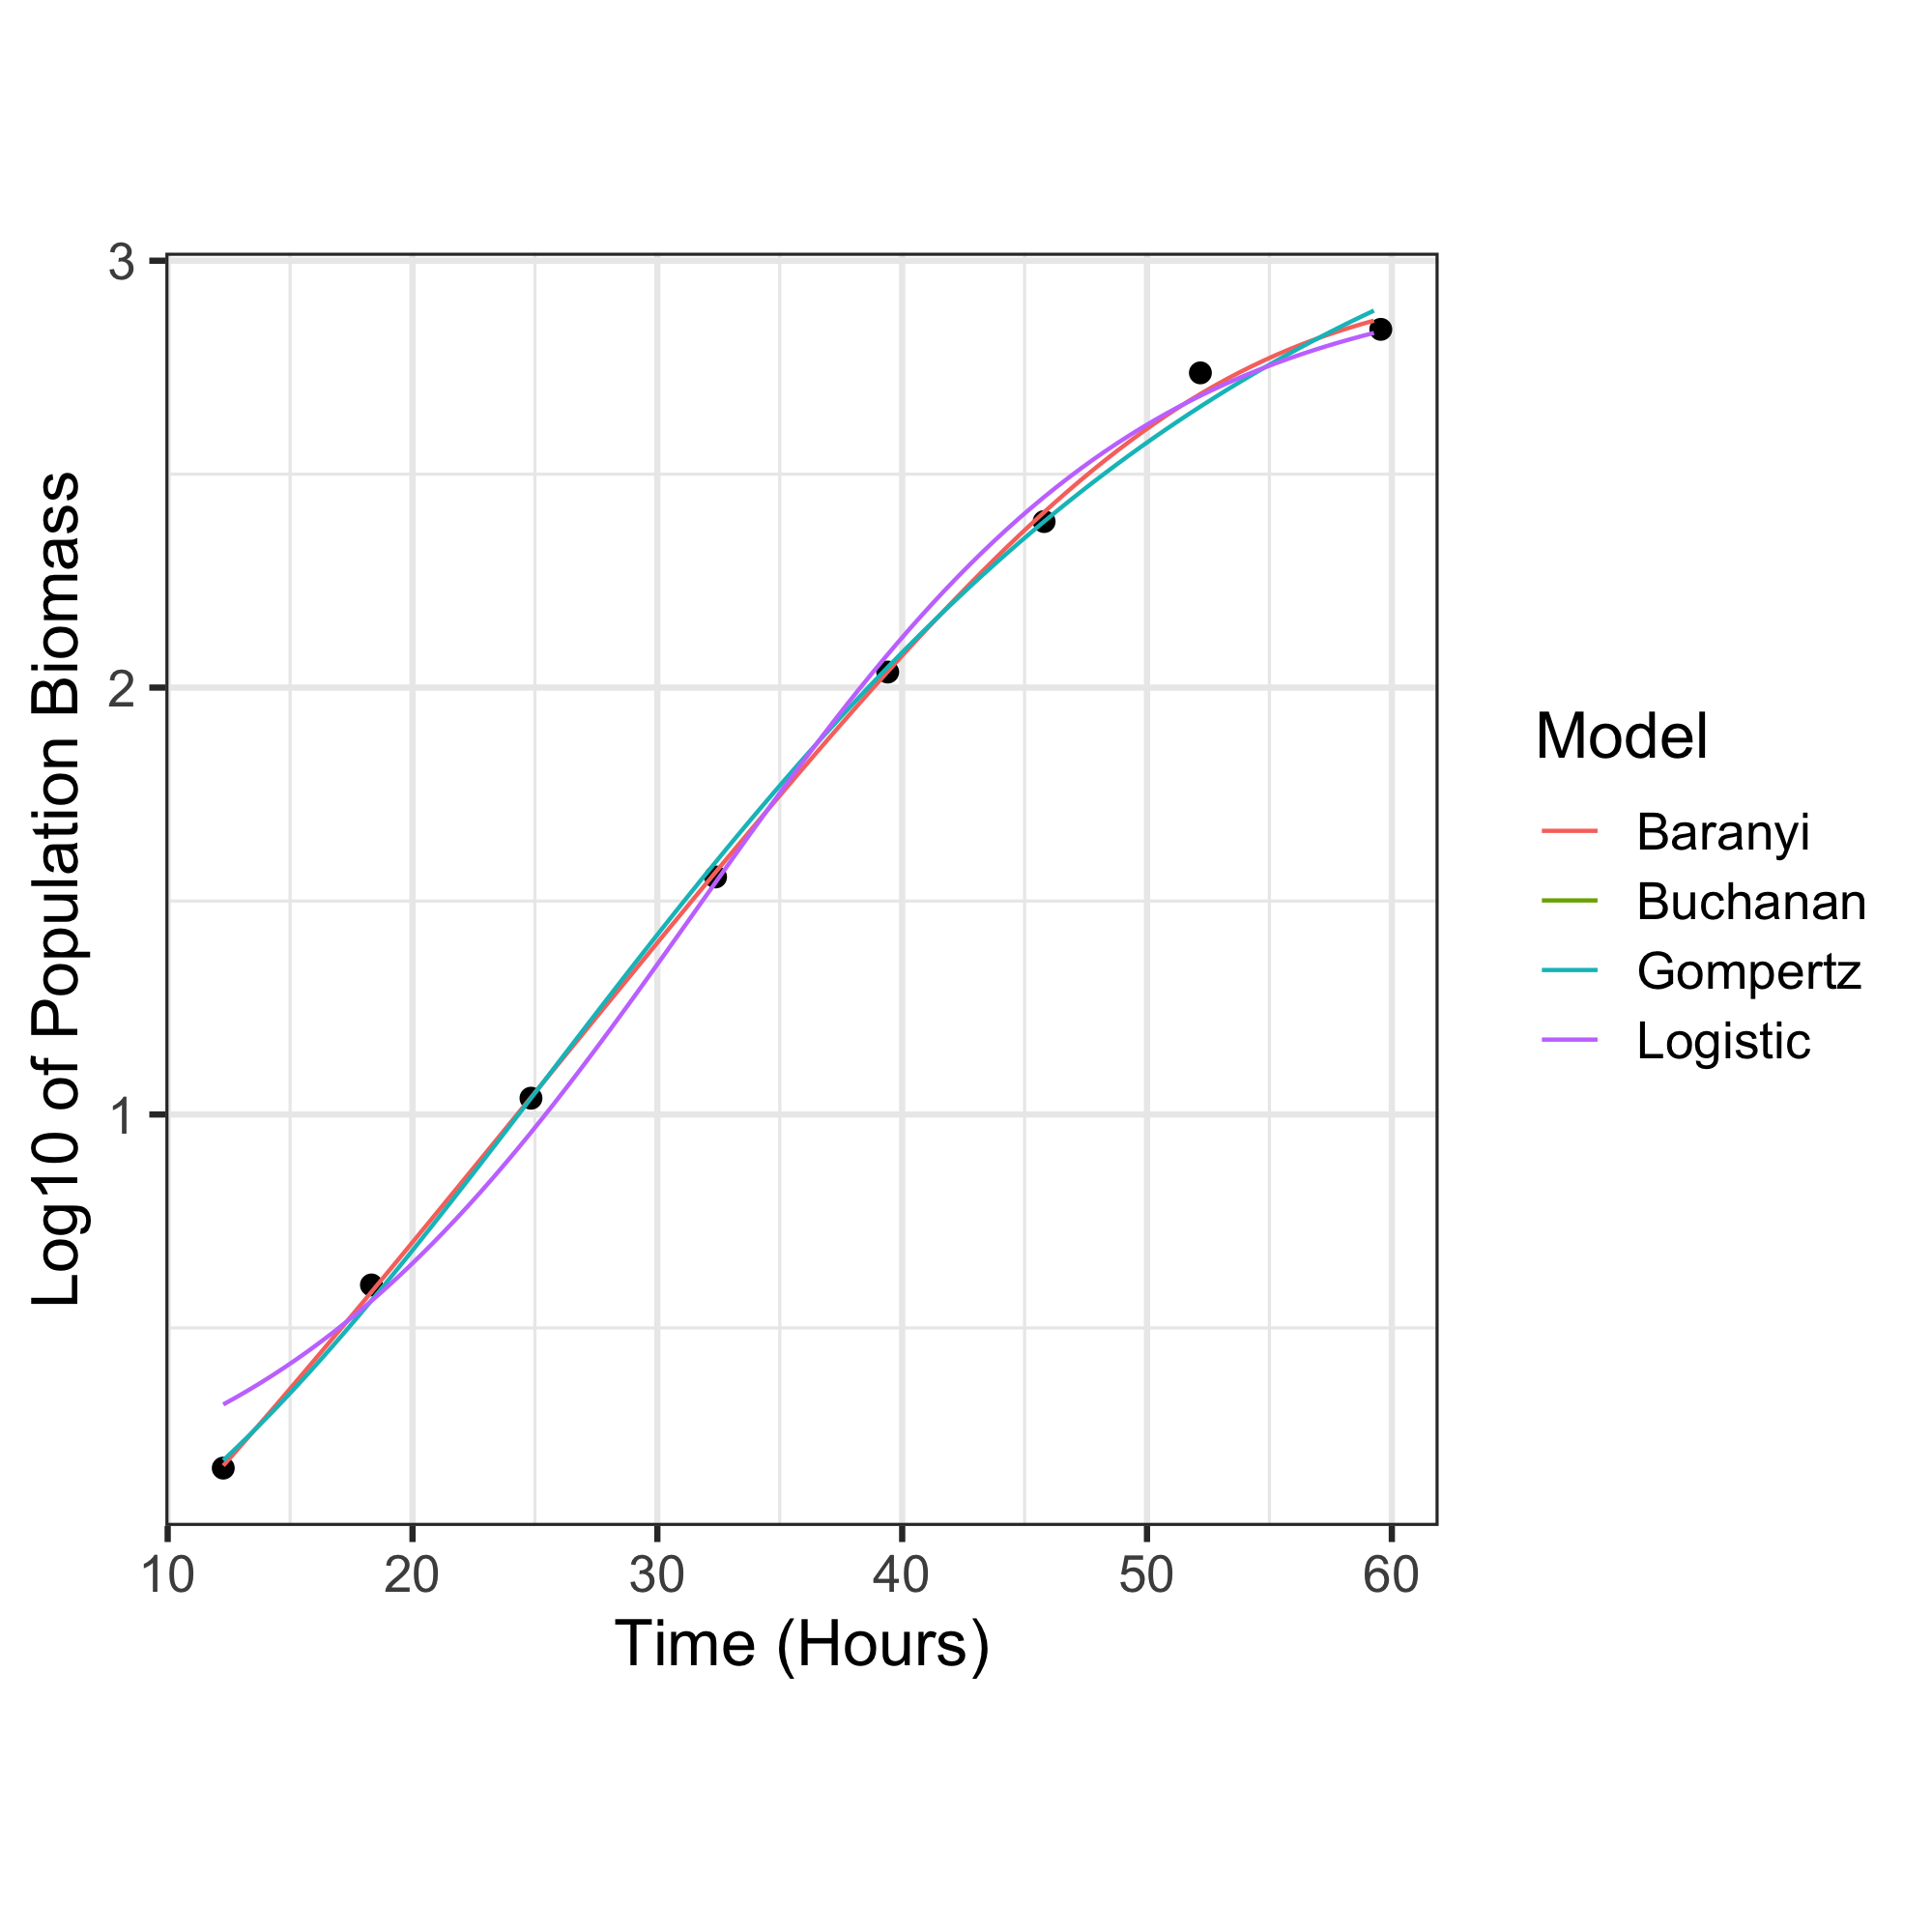 3
2
1
Log10 of Population Biomass
10 20 30 40 50 60
Time (Hours)
Model
Baranyi
Buchanan
Gompertz
Logistic